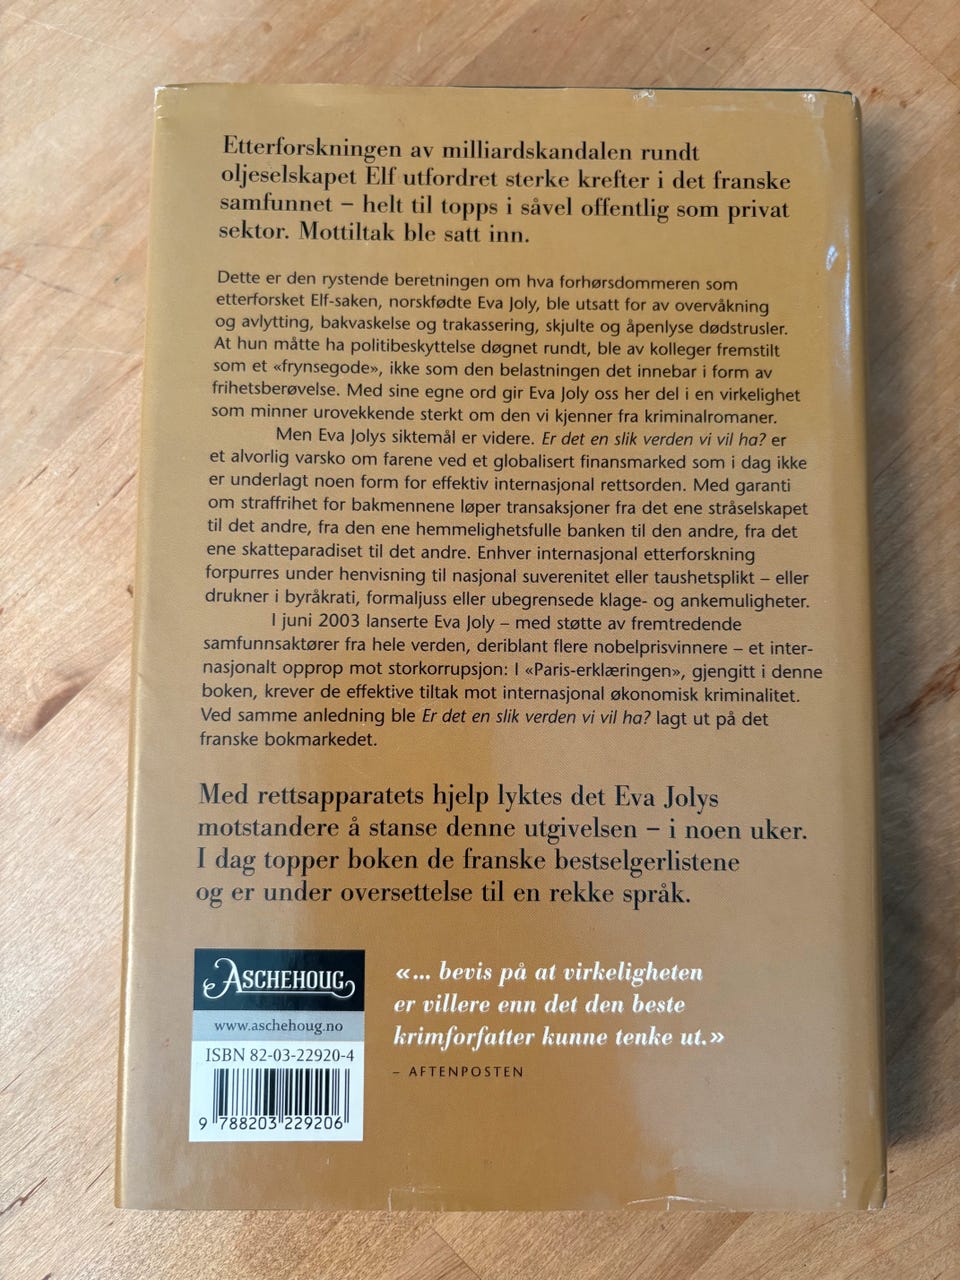 Etterforskningen av milliardskandalen rundt
oljeselskapet Elf utfordret sterke krefter i det franske
samfunnet – helt til topps i såvel offentlig som privat
sektor. Mottiltak ble satt inn.
Dette er den rystende beretningen om hva forhørsdommeren som
etterforsket Elf-saken, norskfødte Eva Joly, ble utsatt for av overvåkning
og avlytting, bakvaskelse og trakassering, skjulte og åpenlyse dødstrusler.
At hun måtte ha politibeskyttelse døgnet rundt, ble av kolleger fremstilt
som et «frynsegode», ikke som den belastningen det innebar i form av
frihetsberøvelse. Med sine egne ord gir Eva Joly oss her del i en virkelighet
som minner urovekkende sterkt om den vi kjenner fra kriminalromaner.
Men Eva Jolys siktemål er videre. Er det en slik verden vi vil ha? er
et alvorlig varsko om farene ved et globalisert finansmarked som i dag ikke
er underlagt noen form for effektiv internasjonal rettsorden. Med garanti
om straffrihet for bakmennene løper transaksjoner fra det ene stråselskapet
til det andre, fra den ene hemmelighetsfulle banken til den andre, fra det
ene skatteparadiset til det andre. Enhver internasjonal etterforskning
forpurres under henvisning til nasjonal suverenitet eller taushetsplikt – eller
drukner i byråkrati, formaljuss eller ubegrensede klage- og ankemuligheter.
I juni 2003 lanserte Eva Joly – med støtte av fremtredende
samfunnsaktører fra hele verden, deriblant flere nobelprisvinnere – et inter-
nasjonalt opprop mot storkorrupsjon: I «Paris-erklæringen», gjengitt i denne
boken, krever de effektive tiltak mot internasjonal økonomisk kriminalitet.
Ved samme anledning ble Er det en slik verden vi vil ha? lagt ut på det
franske bokmarkedet.
Med rettsapparatets hjelp lyktes det Eva Jolys
motstandere å stanse denne utgivelsen – i noen uker.
I dag topper boken de franske bestselgerlistene
og er under oversettelse til en rekke språk.
ASCHEHOUG
www.aschehoug.no
ISBN 82-03-22920-4
9 788203 229206
«... bevis på at virkeligheten
er villere enn det den beste
krimforfatter kunne tenke ut.»
– AFTENPOSTEN